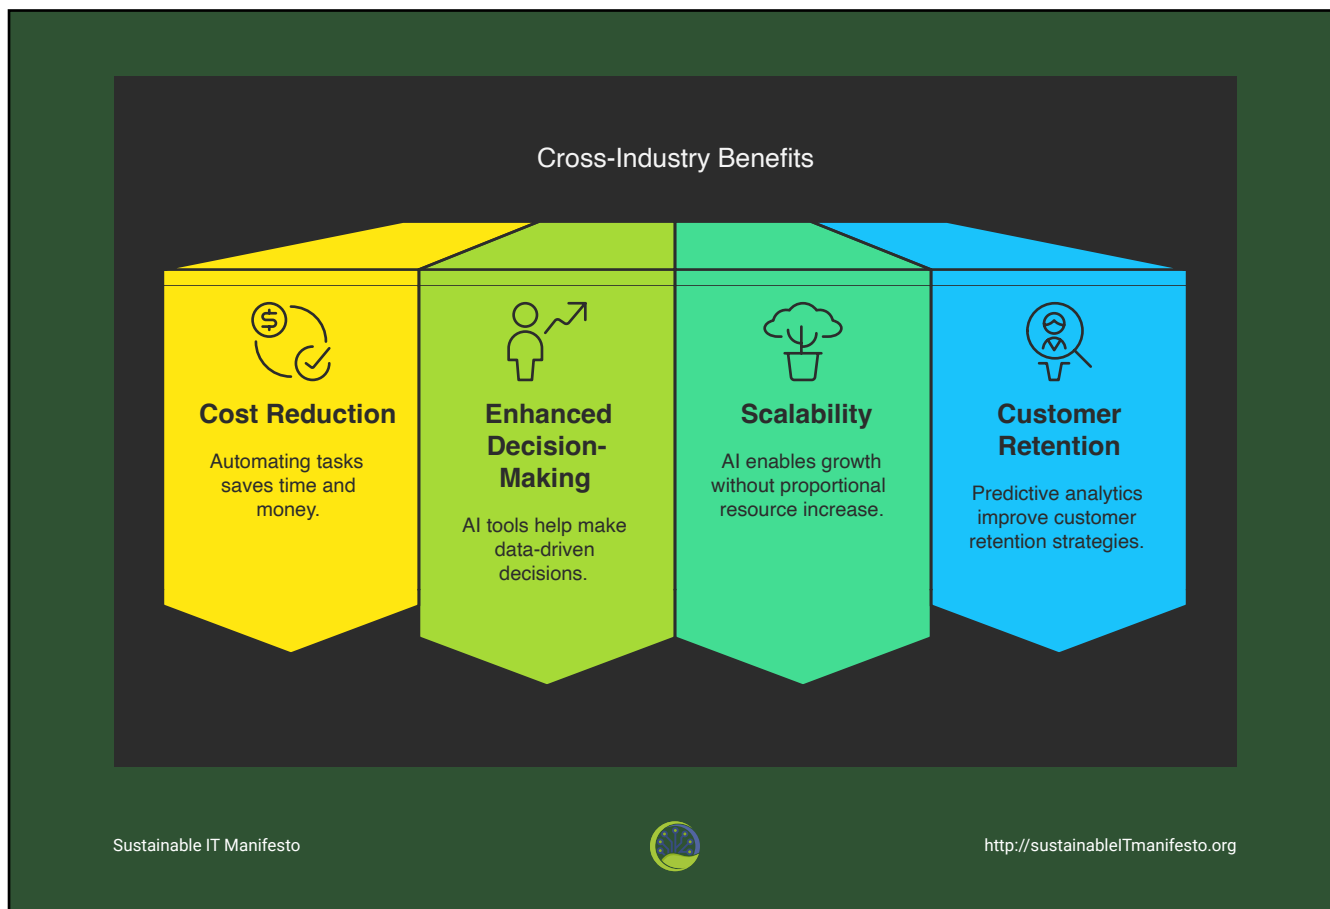 Cross-Industry Benefits
$
Cost Reduction
Automating tasks
saves time and
money.
Enhanced
Decision-
Making
AI tools help make
data-driven
decisions.
Scalability
AI enables growth
without proportional
resource increase.
Customer
Retention
Predictive analytics
improve customer
retention strategies.
Sustainable IT Manifesto
http://sustainableITmanifesto.org